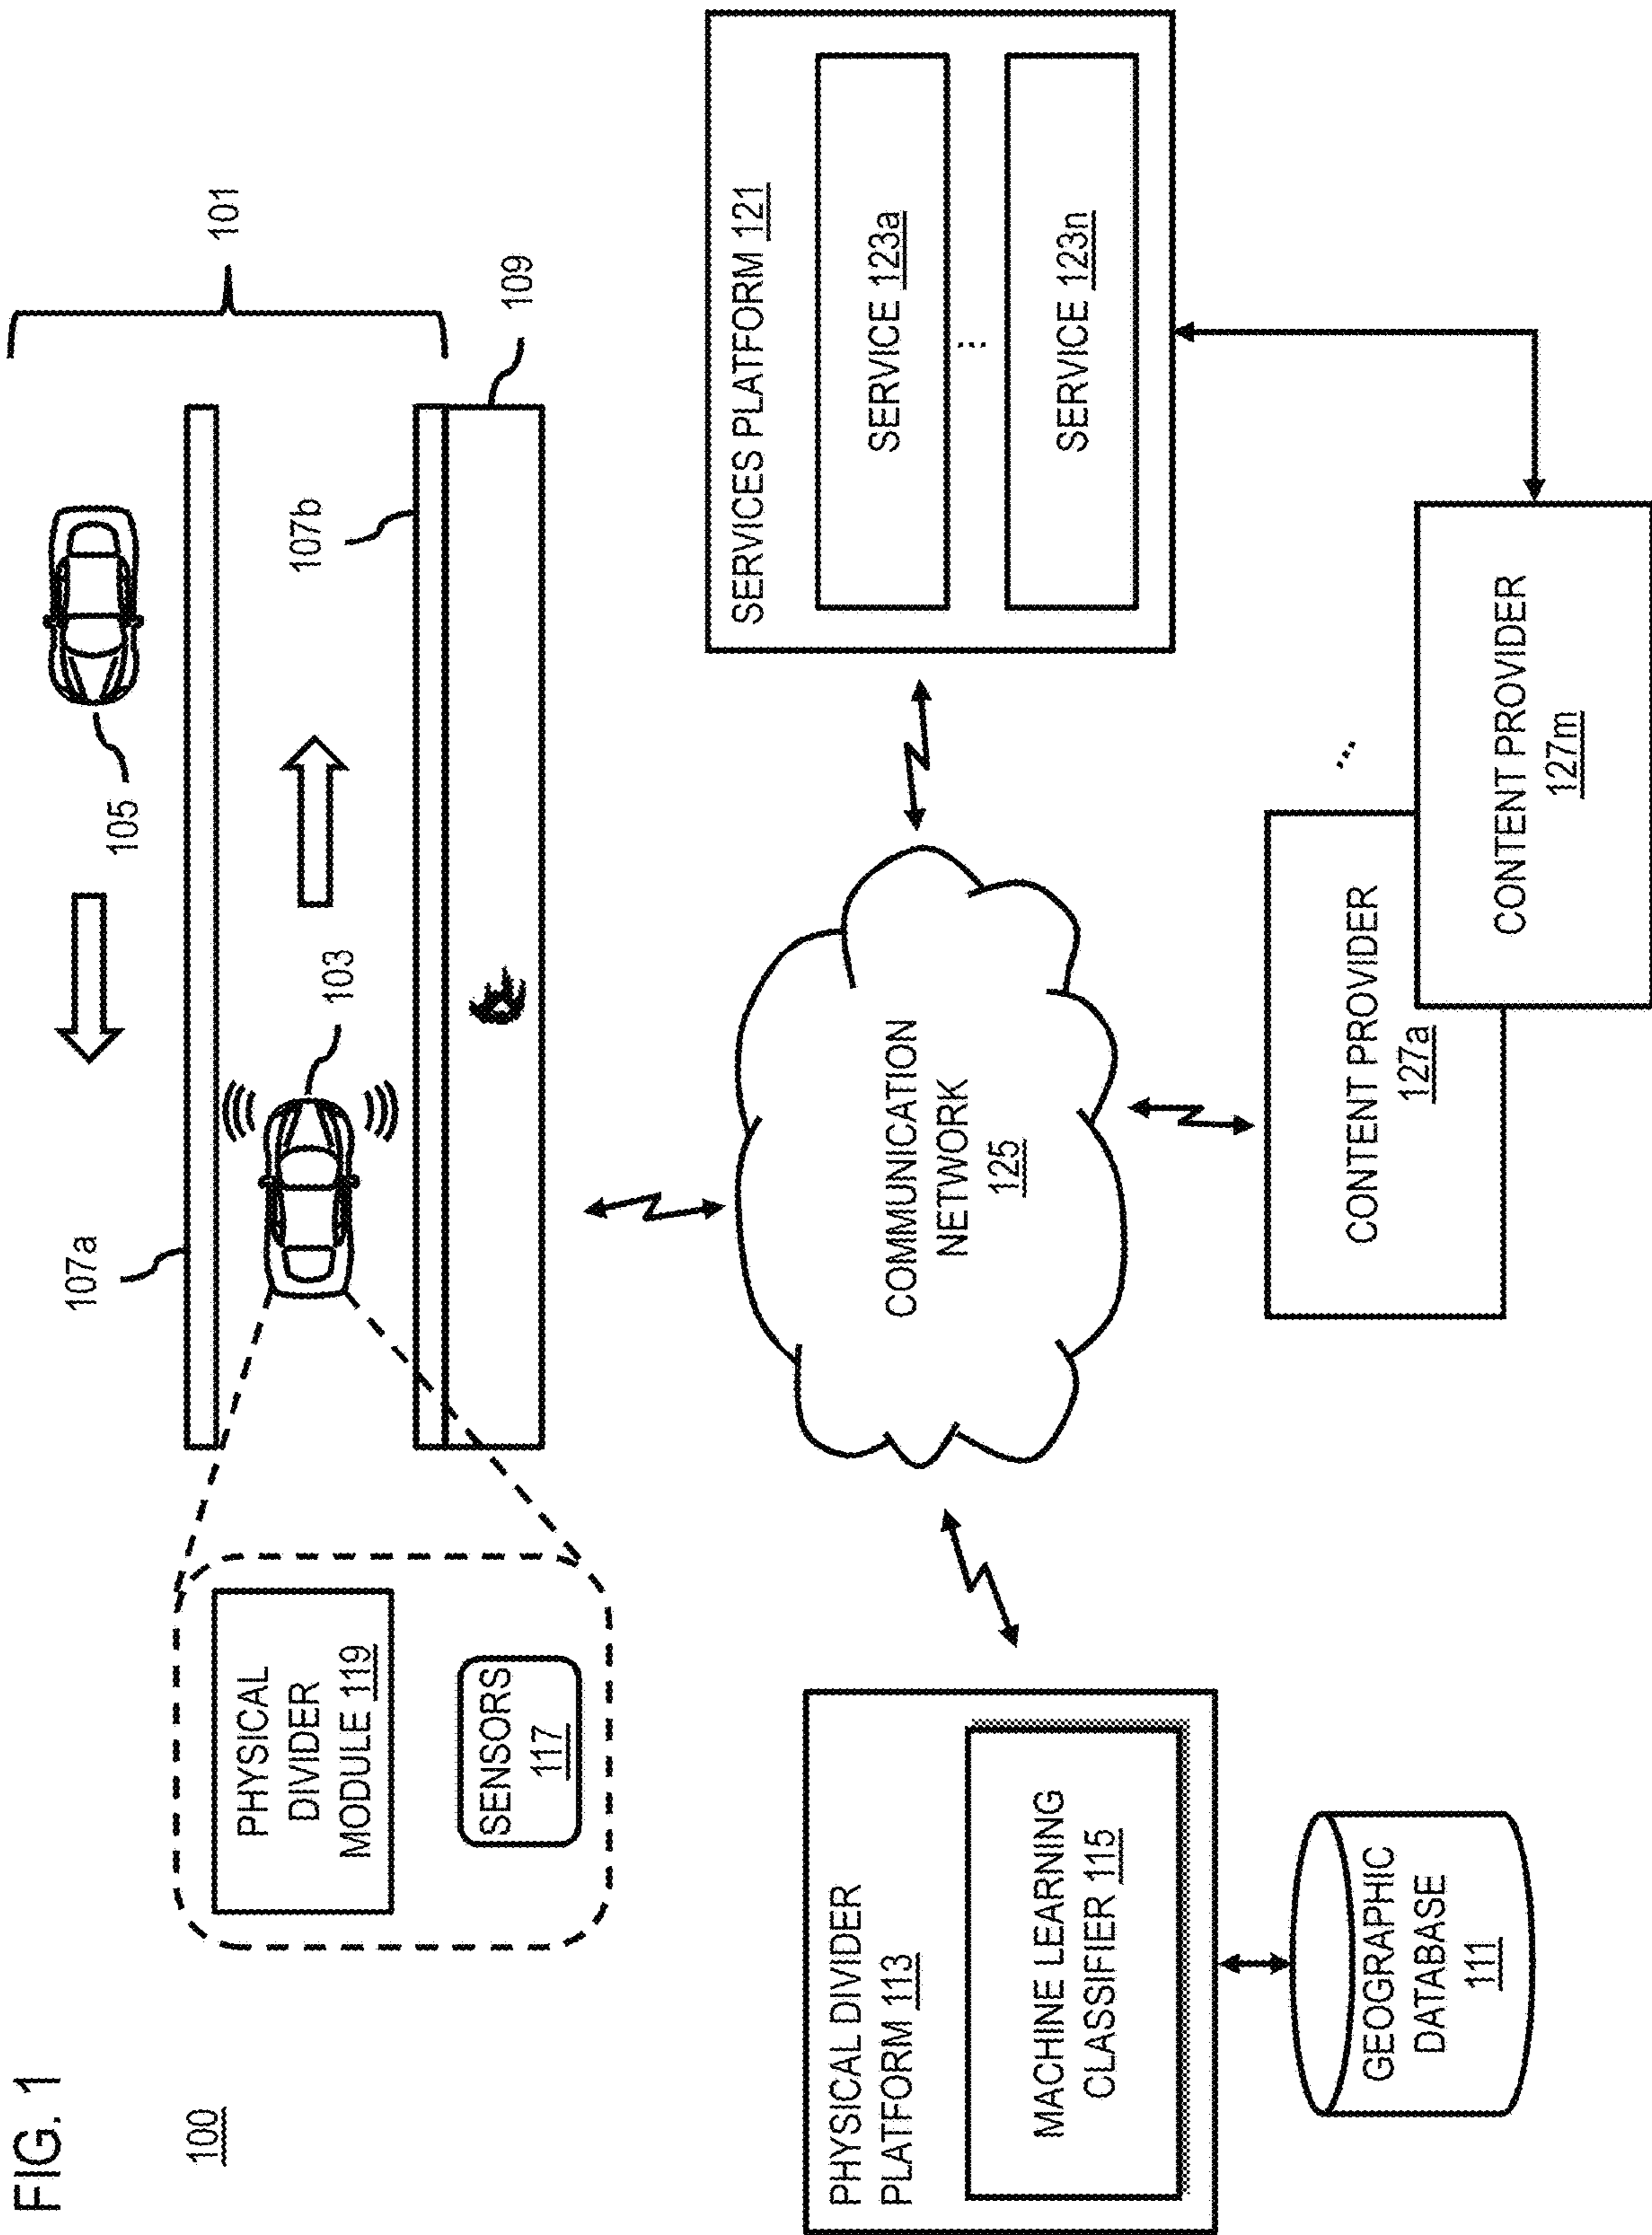 FIG. 1
100
101
105
107a
103
107b
109
PHYSICAL
DIVIDER
MODULE 119
SENSORS
117
SERVICES PLATFORM 121
SERVICE 123a
...
SERVICE 123n
COMMUNICATION
NETWORK
125
PHYSICAL DIVIDER
PLATFORM 113
MACHINE LEARNING
CLASSIFIER 115
GEOGRAPHIC
DATABASE
111
CONTENT PROVIDER
127a
...
CONTENT PROVIDER
127m